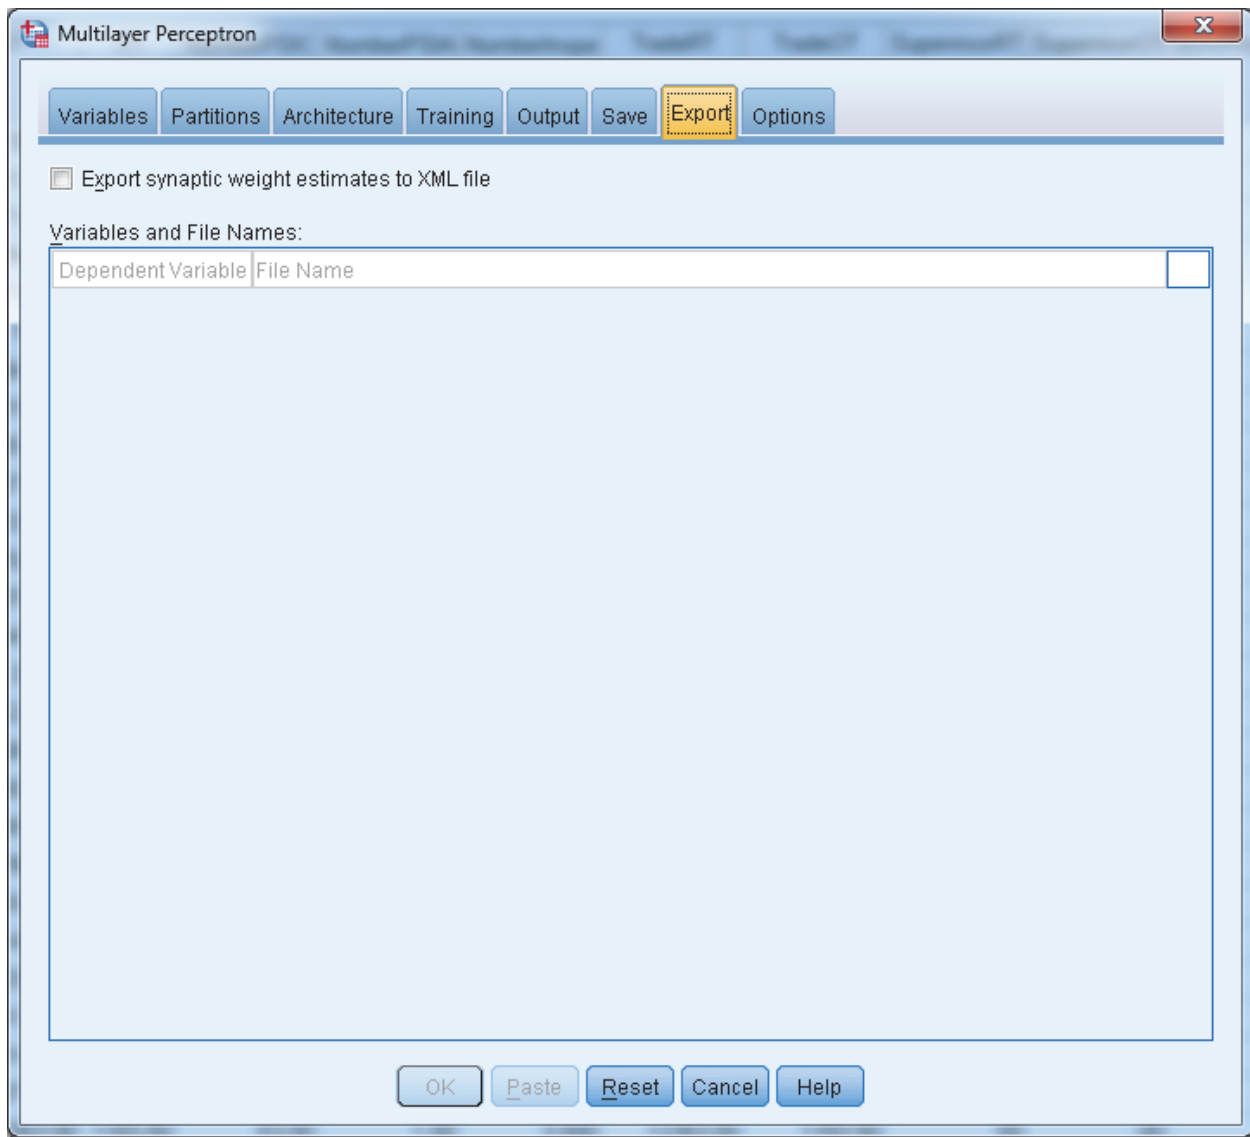 Multilayer Perceptron
Variables Partitions Architecture Training Output Save Export Options
Export synaptic weight estimates to XML file
Variables and File Names:
Dependent Variable File Name
OK Paste Reset Cancel Help